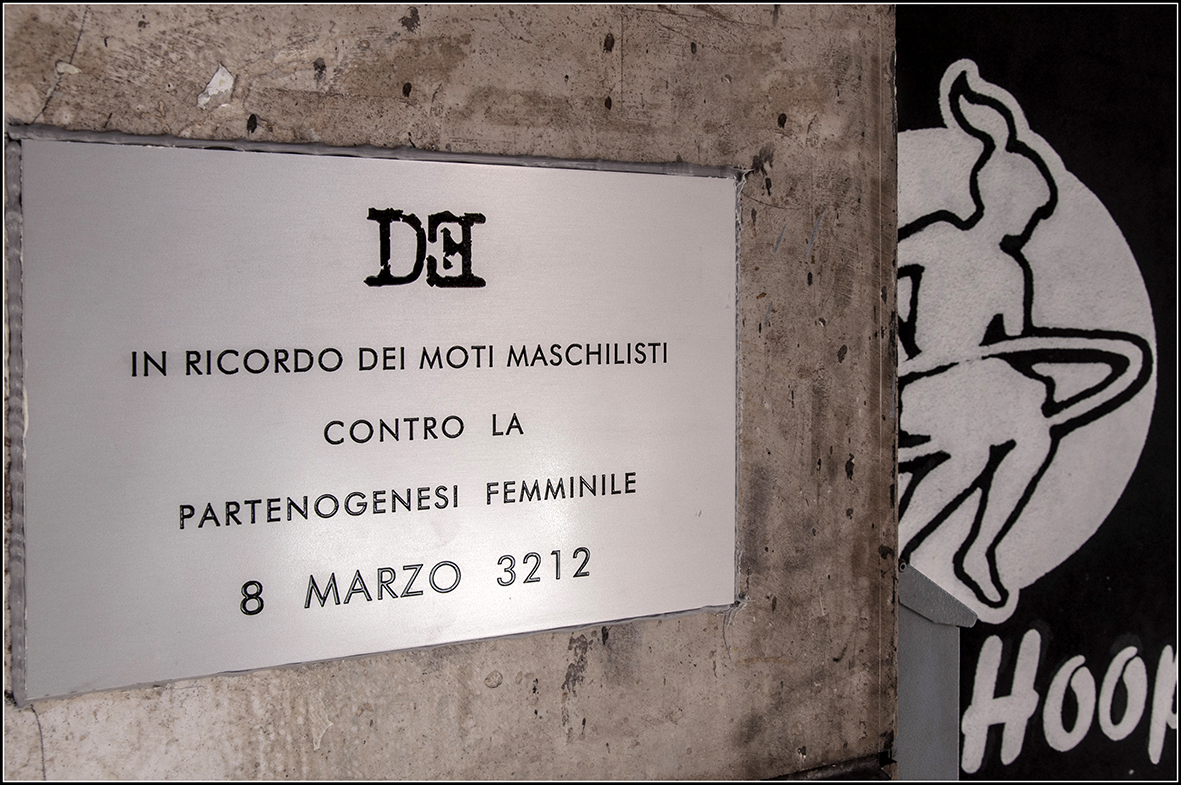 DE
IN RICORDO DEI MOTI MASCHILISTI
CONTRO LA
PARTENOGENESI FEMMINILE
8 MARZO 3212
Hoop